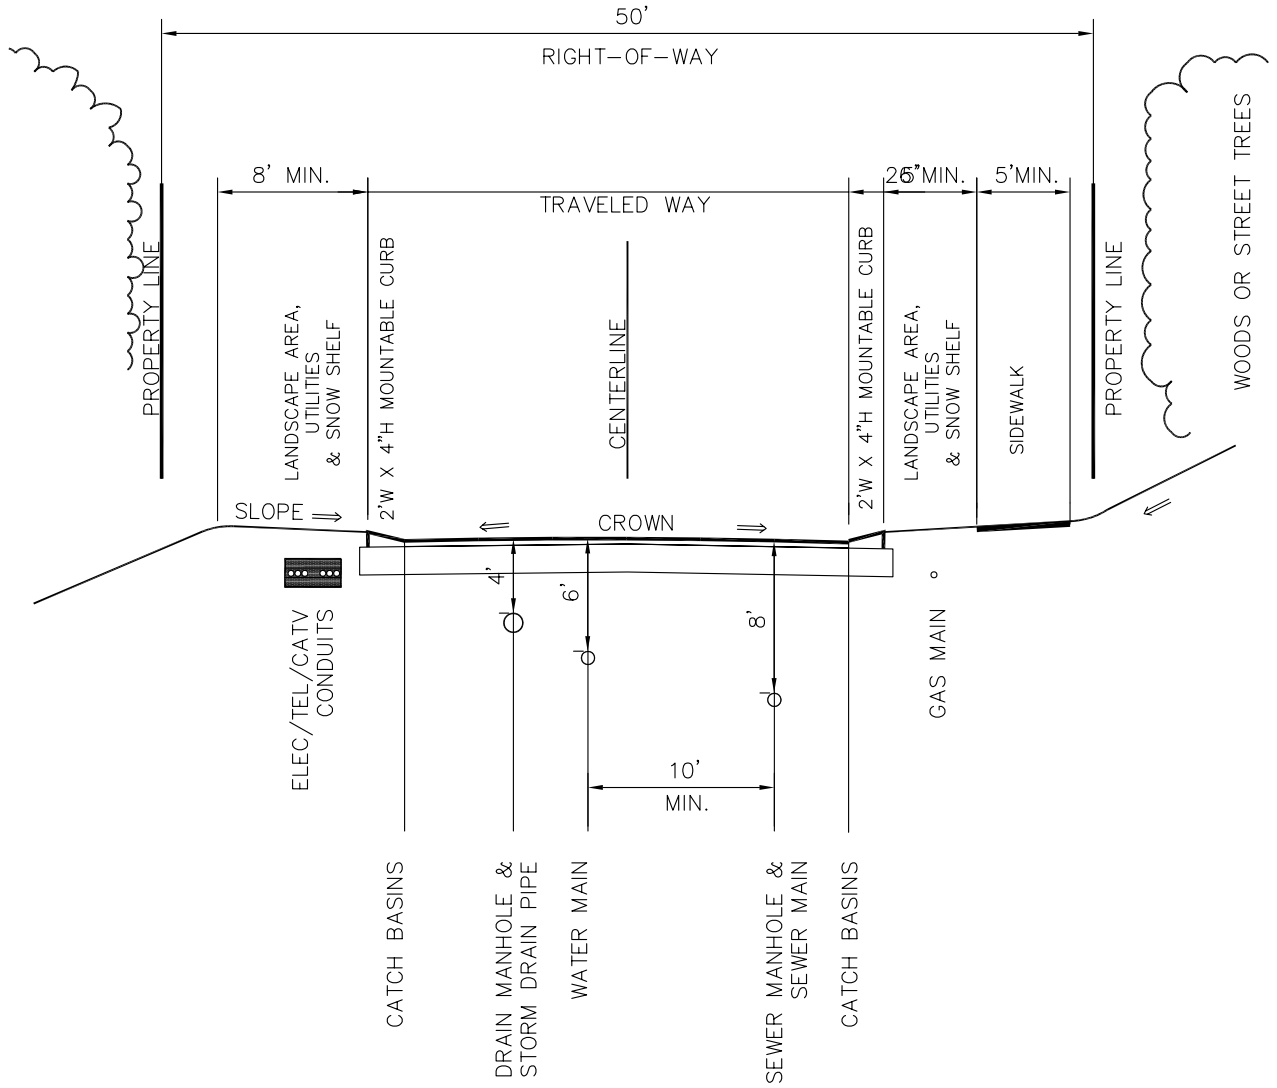 50'
RIGHT-OF-WAY
8' MIN.
TRAVELED WAY
5'MIN.
PROPERTY LINE
LANDSCAPE AREA,
UTILITIES
& SNOW SHELF
2'W X 4"H MOUNTABLE CURB
CENTERLINE
2'W X 4"H MOUNTABLE CURB
LANDSCAPE AREA,
UTILITIES
& SNOW SHELF
SIDEWALK
PROPERTY LINE
WOODS OR STREET TREES
SLOPE
CROWN
4'
6'
8'
ELEC/TEL/CATV
CONDUITS
GAS MAIN
10'
MIN.
CATCH BASINS
DRAIN MANHOLE &
STORM DRAIN PIPE
WATER MAIN
SEWER MANHOLE &
SEWER MAIN
CATCH BASINS